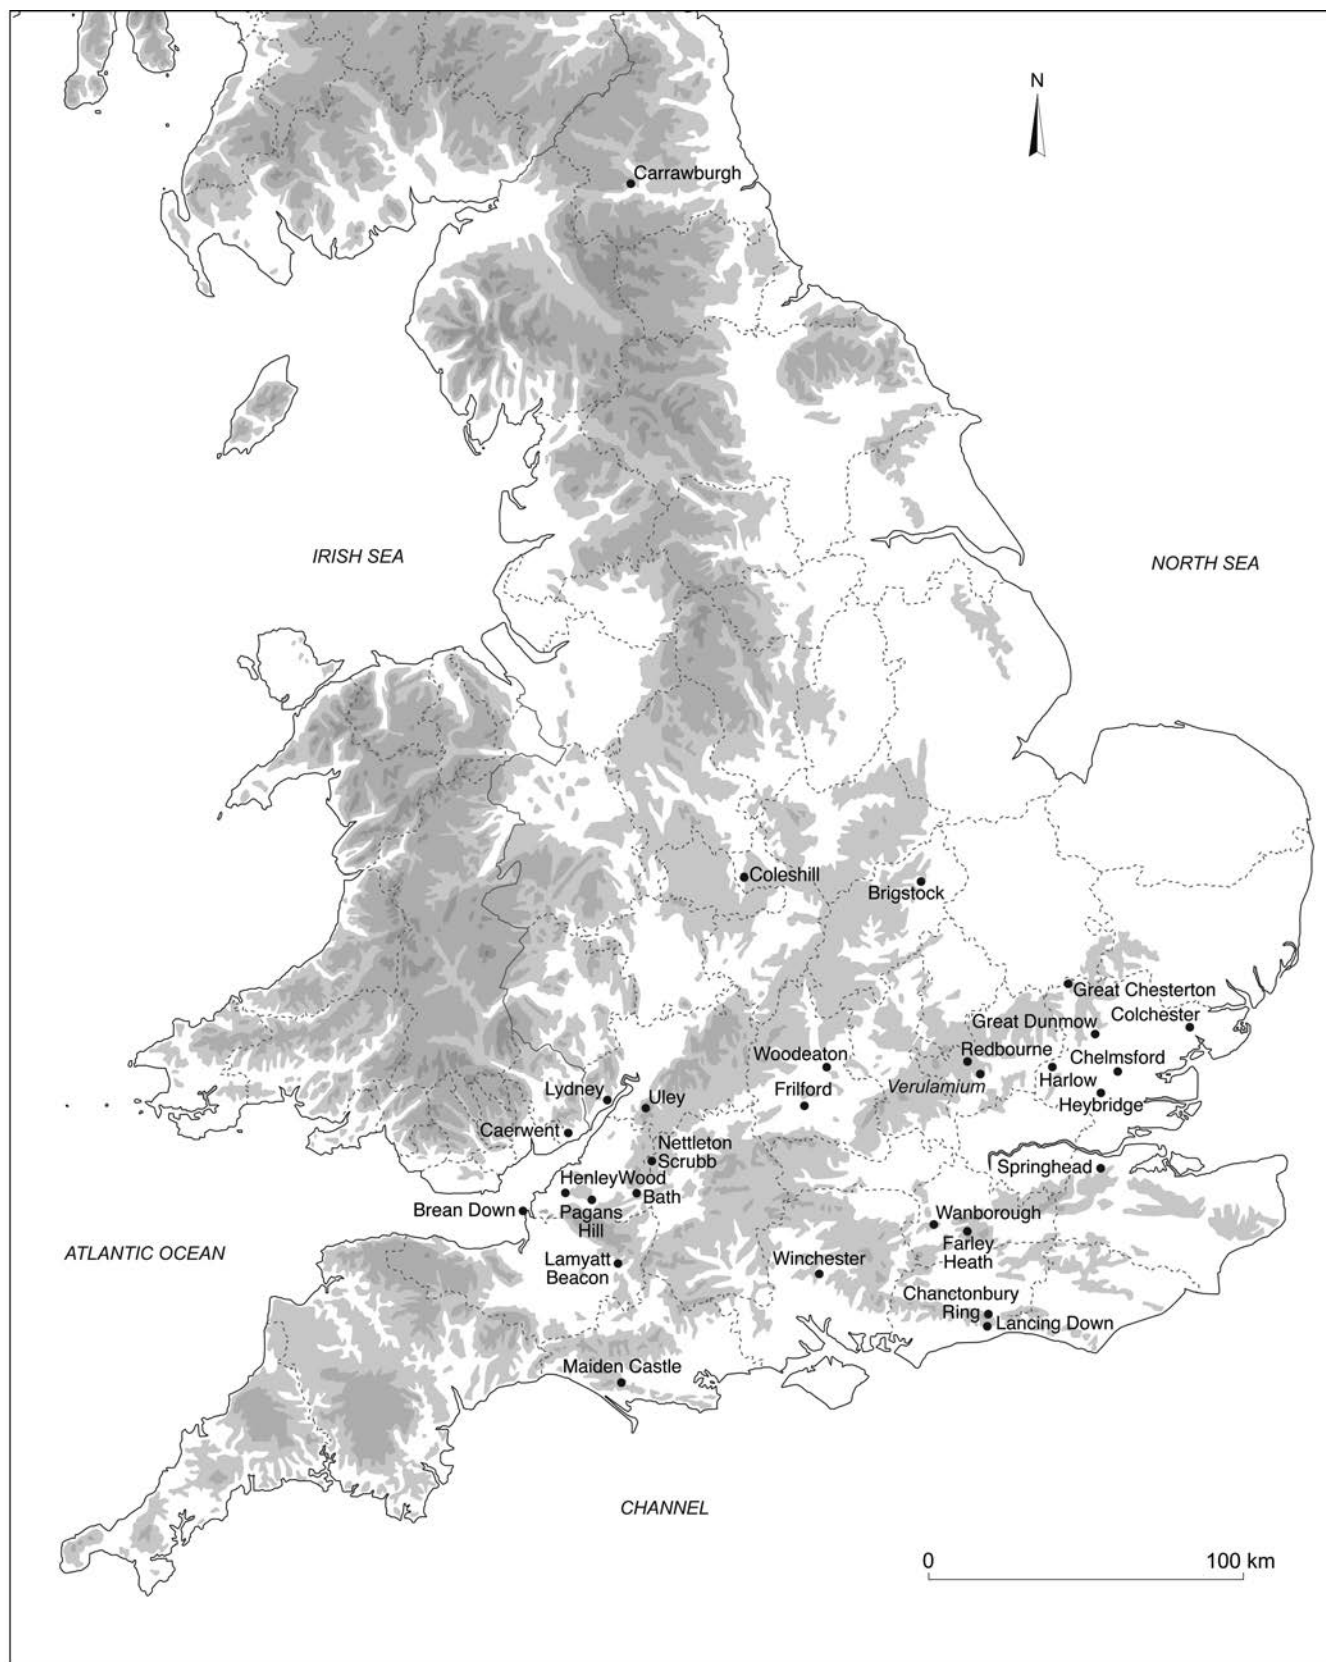 N
Carrawburgh
IRISH SEA
NORTH SEA
Coleshill
Brigstock
Great Chesterton
Colchester
Great Dunmow
Redbourne
Woodeaton
Chelmsford
Verulamium
Harlow
Lydney
Uley
Frilford
Heybridge
Caerwent
Nettleton
Scrubb
Springhead
HenleyWood
Bath
Brean Down
Pagans
Hill
Wanborough
Farley
Heath
ATLANTIC OCEAN
Lamyatt
Beacon
Winchester
Chanctonbury
Ring
Lancing Down
Maiden Castle
CHANNEL
0
100 km